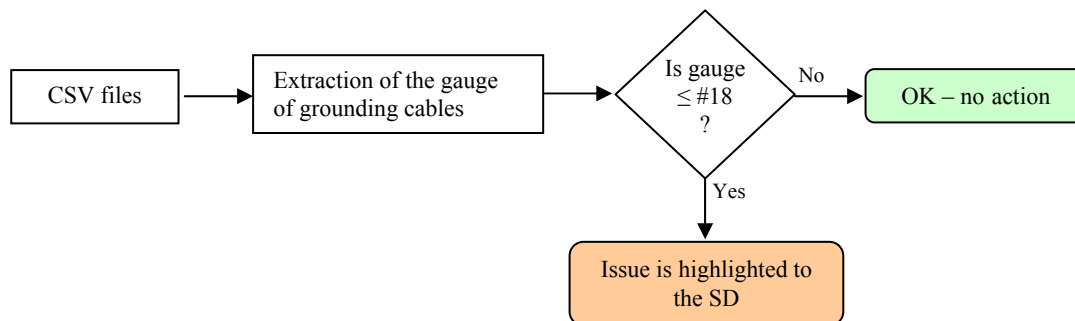 CSV files
Extraction of the gauge
of grounding cables
Is gauge
≤ #18
?
No
OK – no action
Yes
Issue is highlighted to
the SD